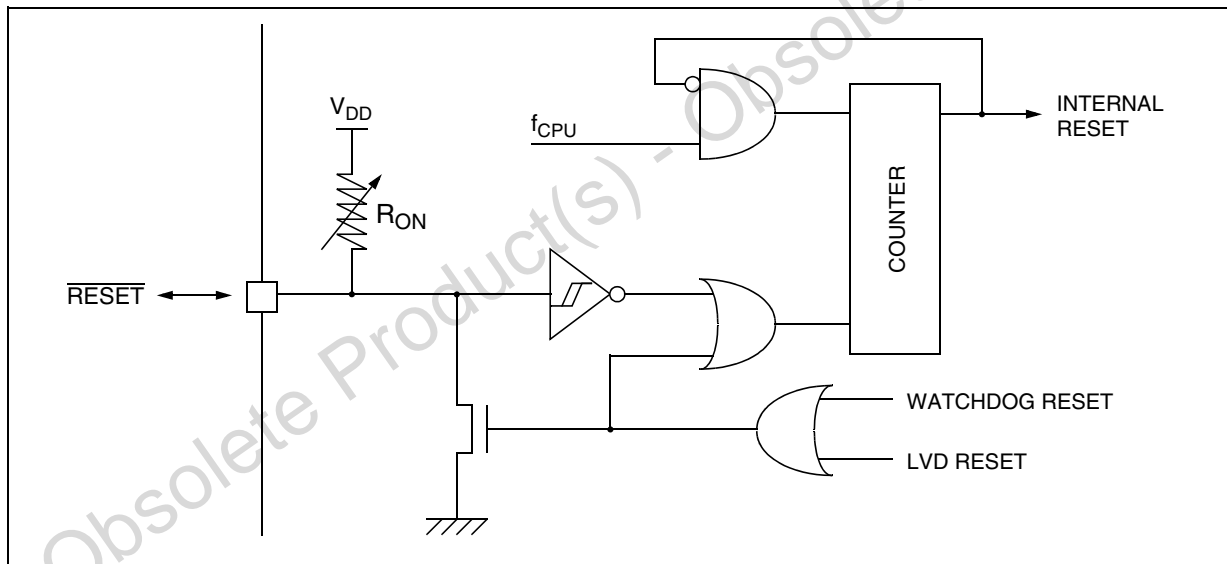 Obsolete Product(s) - Obsolete
V_DD
R_ON
f_CPU
INTERNAL
RESET
COUNTER
RESET
WATCHDOG RESET
LVD RESET